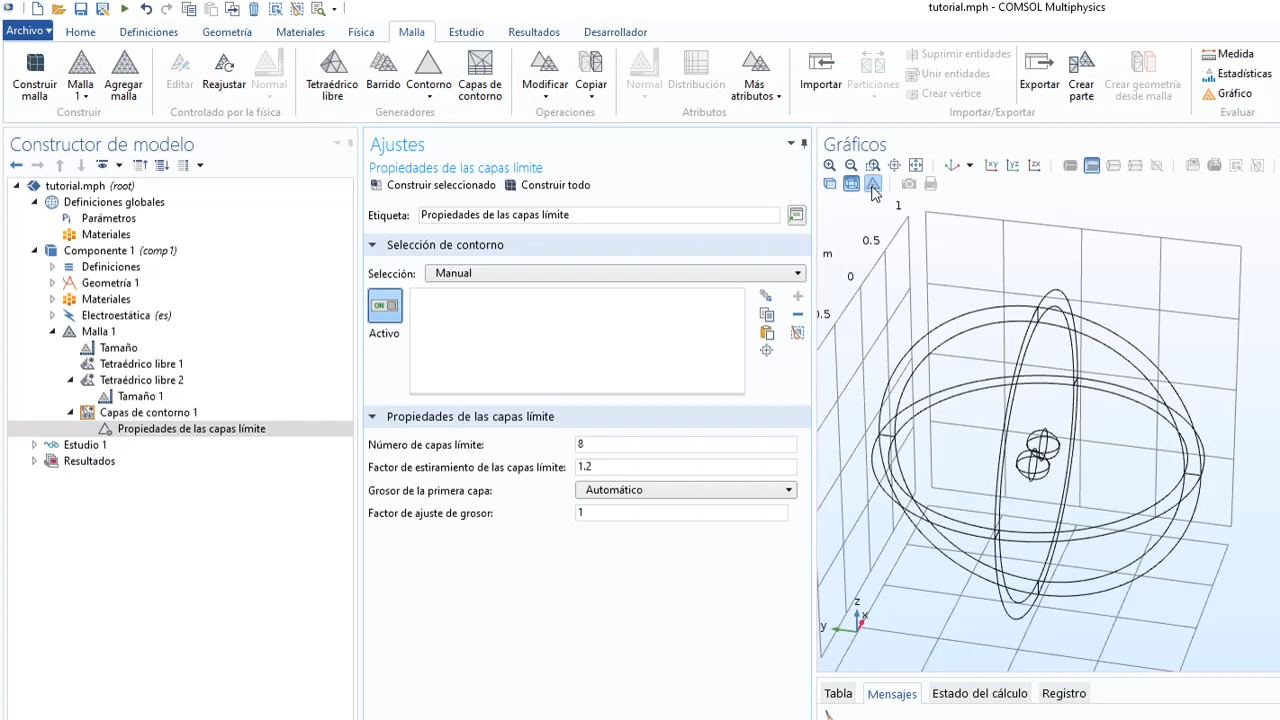 tutorial.mph - COMSOL Multiphysics
Archivo Home Definiciones Geometría Materiales Física Malla Estudio Resultados Desarrollador
Construir malla
Malla 1
Agregar malla
Construir
Editar
Reajustar
Normal
Controlado por la física
Tetraédrico libre
Barrido
Contorno
Capas de contorno
Generadores
Modificar
Copiar
Operaciones
Normal
Distribución
Más atributos
Atributos
Importar
Particiones
Suprimir entidades
Unir entidades
Crear vértice
Exportar
Crear parte
Crear geometría desde malla
Importar/Exportar
Medida
Estadísticas
Gráfico
Evaluar
Constructor de modelo
tutorial.mph (root)
Definiciones globales
Pi Parámetros
Materiales
Componente 1 (comp1)
Definiciones
Geometría 1
Materiales
Electroestática (es)
Malla 1
Tamaño
Tetraédrico libre 1
Tetraédrico libre 2
Tamaño 1
Capas de contorno 1
Propiedades de las capas límite
Estudio 1
Resultados
Ajustes
Propiedades de las capas límite
Construir seleccionado Construir todo
Etiqueta: Propiedades de las capas límite
Selección de contorno
Selección: Manual
ON
Activo
Propiedades de las capas límite
Número de capas límite: 8
Factor de estiramiento de las capas límite: 1.2
Grosor de la primera capa: Automático
Factor de ajuste de grosor: 1
Gráficos
xy yz zx
1
0.5
m
0
0.5
z
x
y
Tabla Mensajes Estado del cálculo Registro